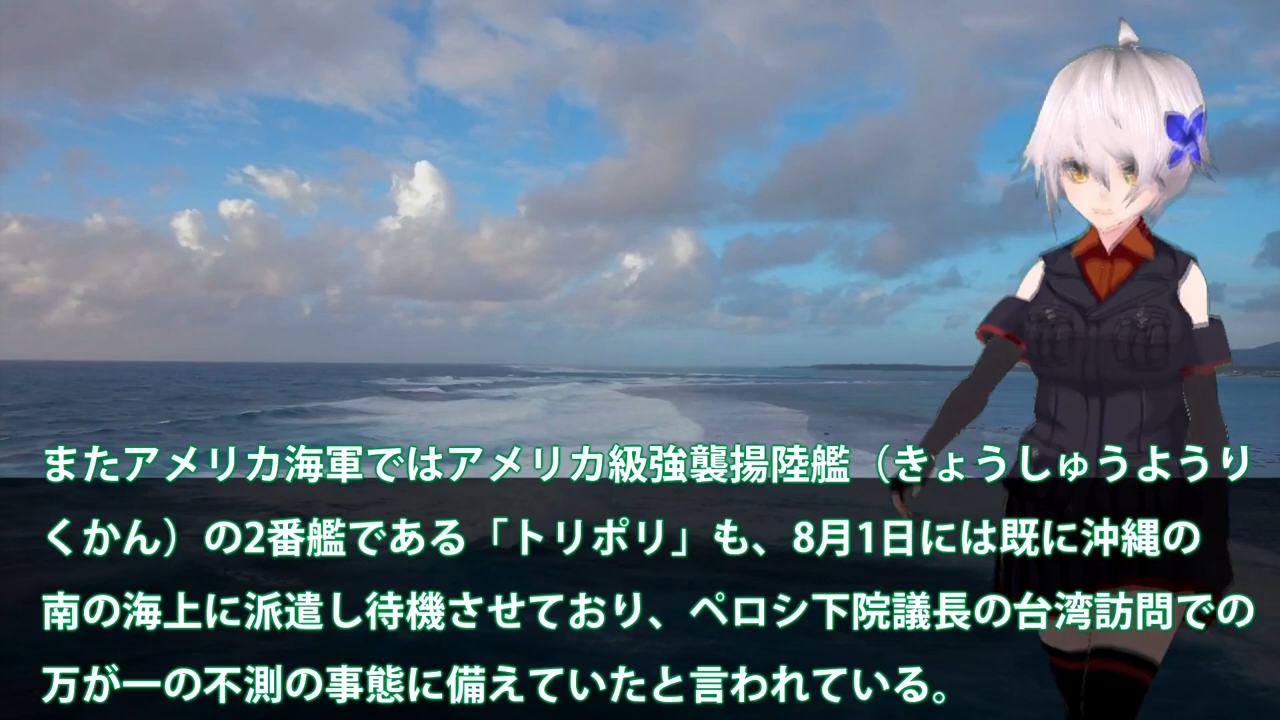 またアメリカ海軍ではアメリカ級強襲揚陸艦（きょうしゅうようり
くかん）の2番艦である「トリポリ」も、8月1日には既に沖縄の
南の海上に派遣し待機させており、ペロシ下院議長の台湾訪問での
万が一の不測の事態に備えていたと言われている。